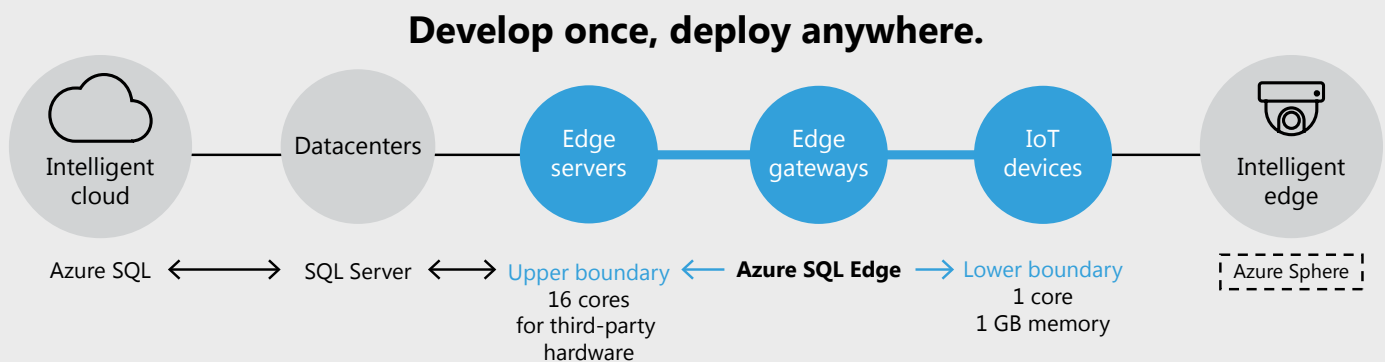 Develop once, deploy anywhere.
Intelligent
cloud
Datacenters
Edge
servers
Edge
gateways
IoT
devices
Intelligent
edge
Azure SQL
SQL Server
Upper boundary
16 cores
for third-party
hardware
Azure SQL Edge
Lower boundary
1 core
1 GB memory
Azure Sphere